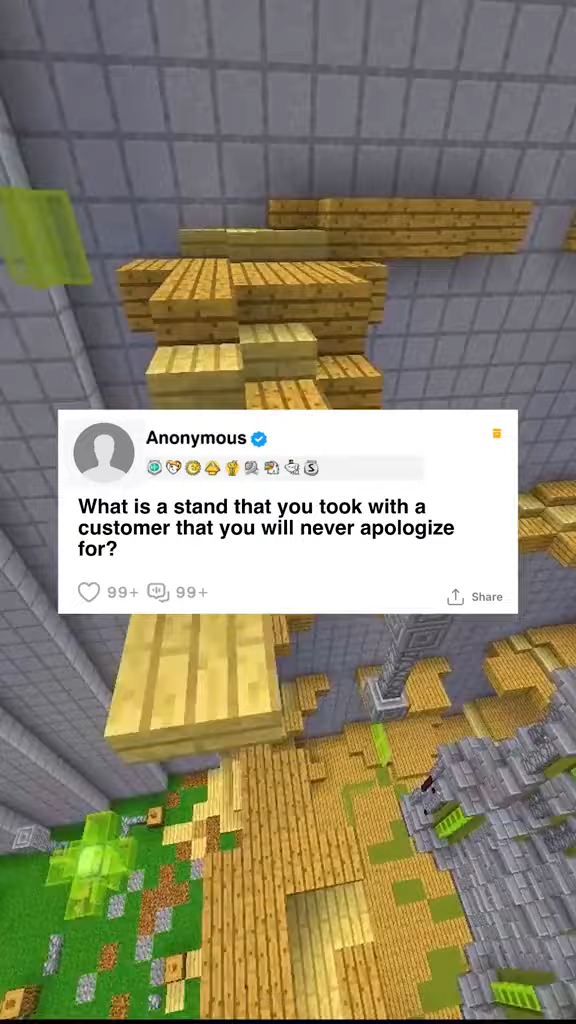 Anonymous
What is a stand that you took with a
customer that you will never apologize
for?
99+ 99+
Share